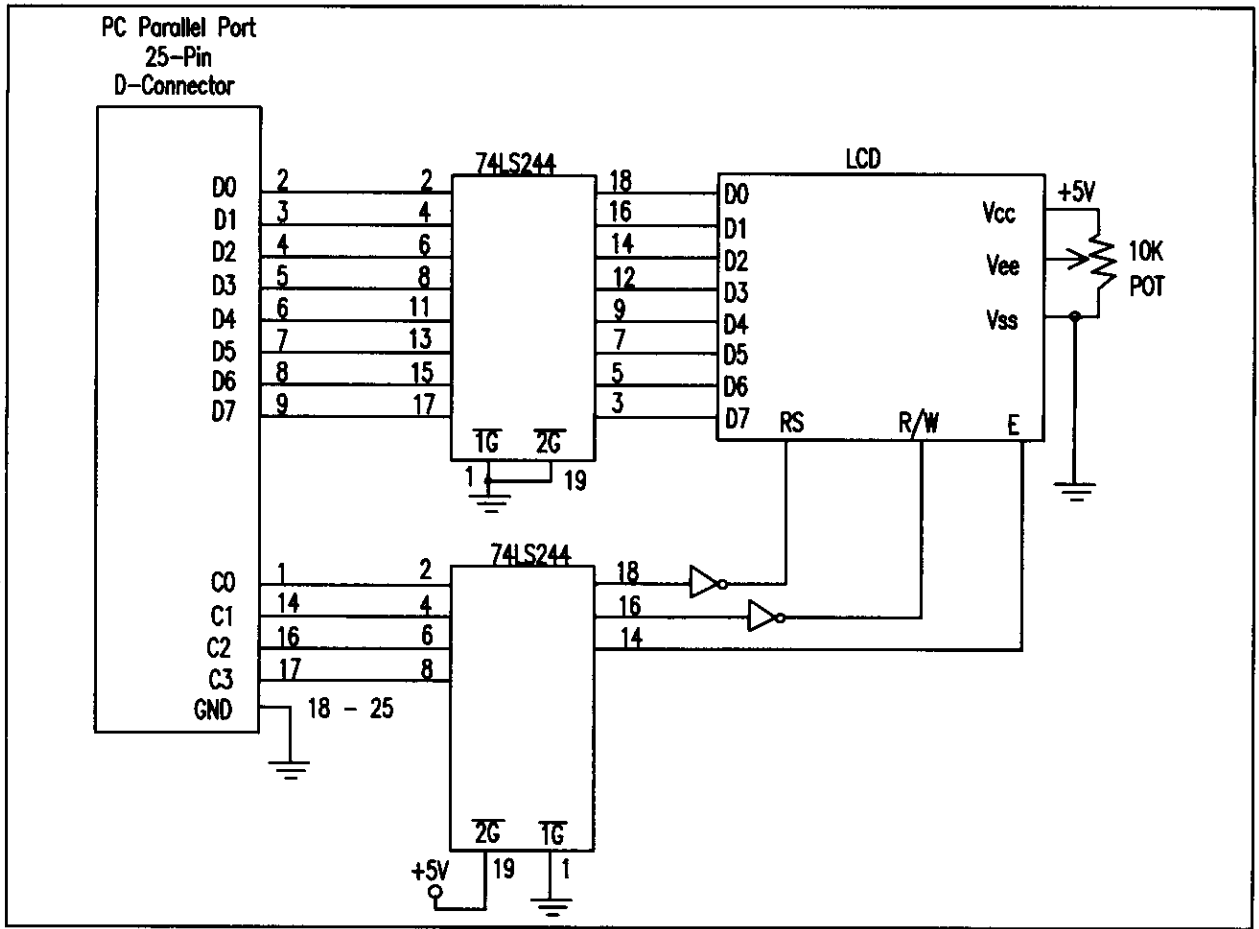 PC Parallel Port
25-Pin
D-Connector
74LS244
LCD
D0 2 2 18 D0
D1 3 4 16 D1
D2 4 6 14 D2
D3 5 8 12 D3
D4 6 11 9 D4
D5 7 13 7 D5
D6 8 15 5 D6
D7 9 17 3 D7
Vcc +5V
Vee
10K
POT
Vss
RS R/W E
1G 2G
1 19
74LS244
C0 1 2 18
C1 14 4 16
C2 16 6 14
C3 17 8
GND 18 - 25
2G 1G
+5V 19 1